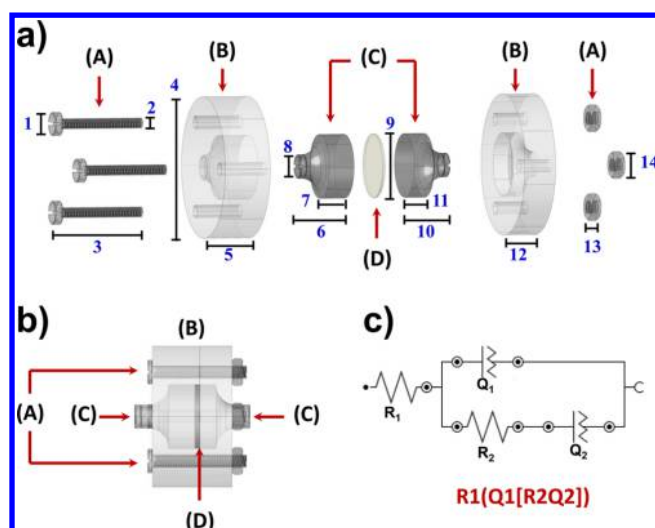 a)
(A)
(B)
(C)
(B)
(A)
1
2
3
4
5
6
7
8
9
10
11
12
13
14
(D)
b)
(B)
(A)
(C)
(C)
(D)
c)
R1
Q1
R2
Q2
R1(Q1[R2Q2])